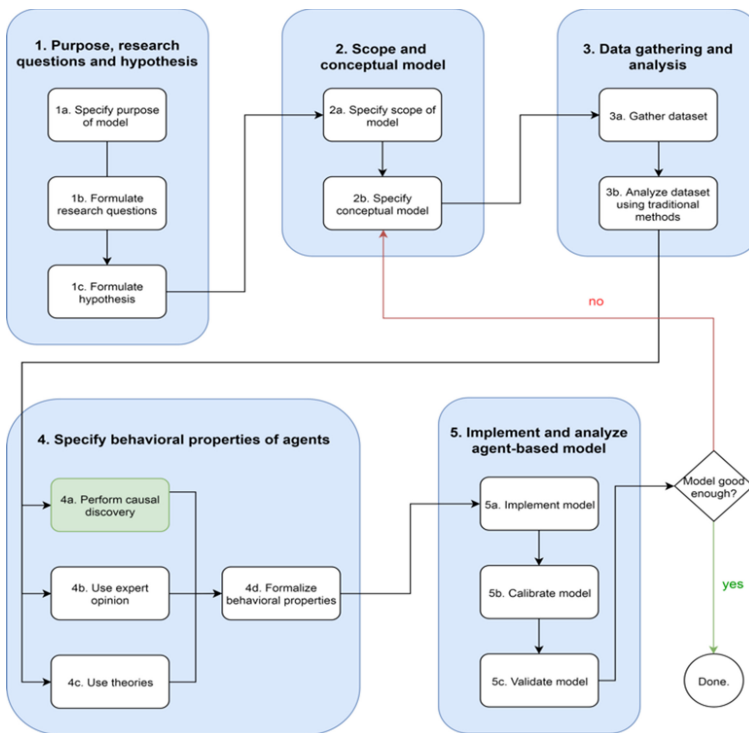 1. Purpose, research
questions and hypothesis
1a. Specify purpose
of model
1b. Formulate
research questions
1c. Formulate
hypothesis
2. Scope and
conceptual model
2a. Specify scope of
model
2b. Specify
conceptual model
3. Data gathering and
analysis
3a. Gather dataset
3b. Analyze dataset
using traditional
methods
no
4. Specify behavioral properties of agents
4a. Perform causal
discovery
4b. Use expert
opinion
4c. Use theories
4d. Formalize
behavioral properties
5. Implement and analyze
agent-based model
5a. Implement model
5b. Calibrate model
5c. Validate model
Model good
enough?
yes
Done.